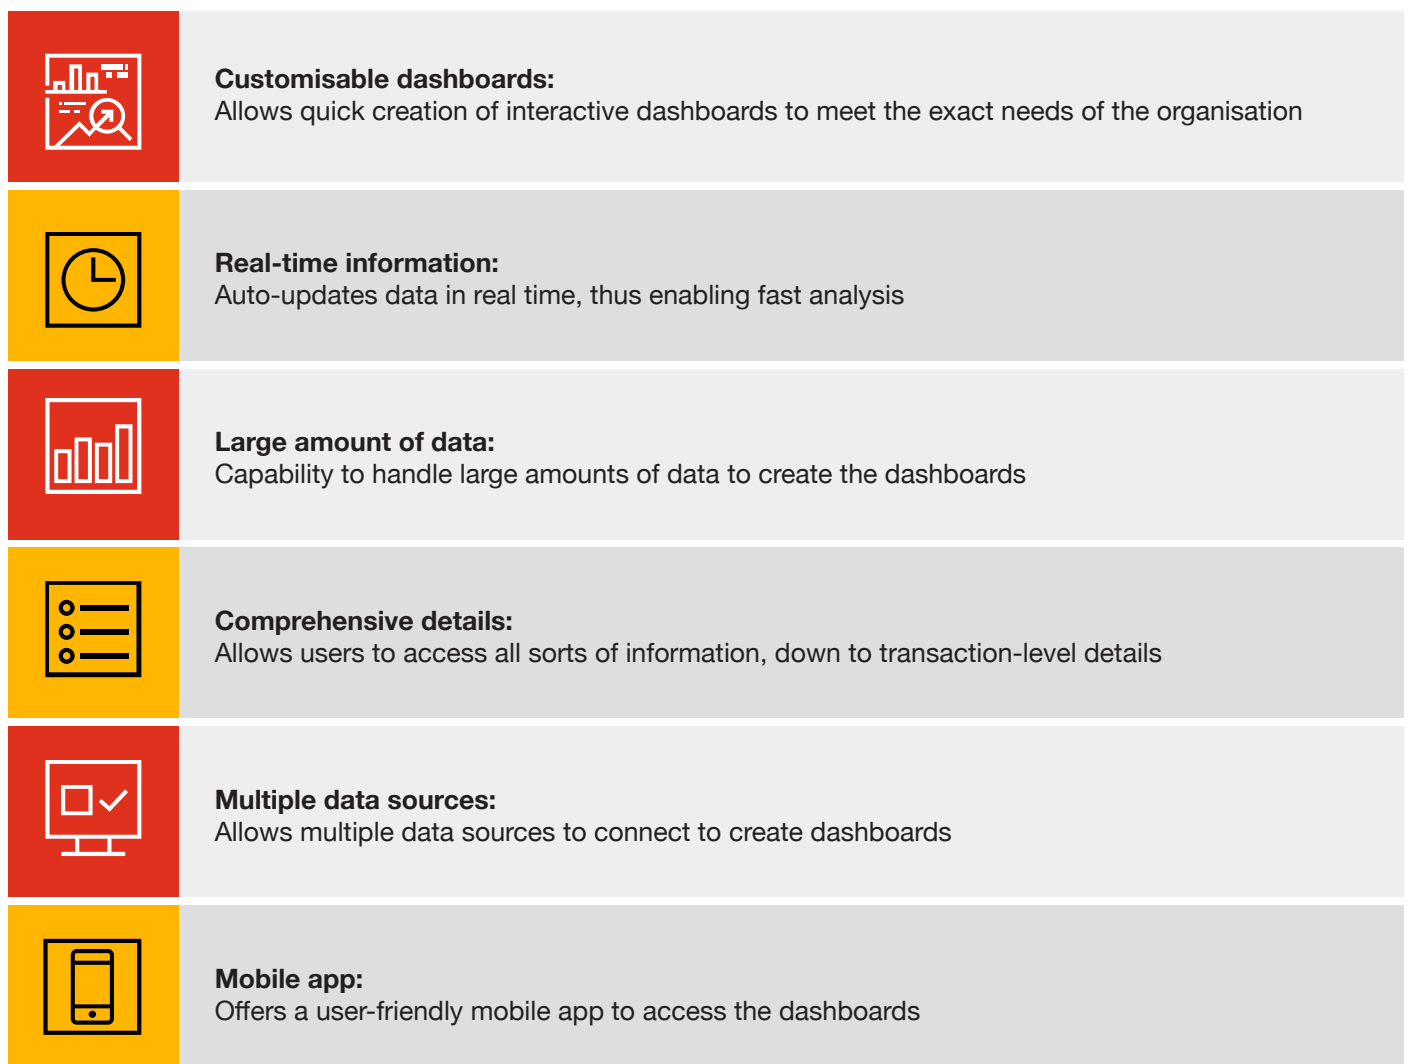 Customisable dashboards:
Allows quick creation of interactive dashboards to meet the exact needs of the organisation
Real-time information:
Auto-updates data in real time, thus enabling fast analysis
Large amount of data:
Capability to handle large amounts of data to create the dashboards
Comprehensive details:
Allows users to access all sorts of information, down to transaction-level details
Multiple data sources:
Allows multiple data sources to connect to create dashboards
Mobile app:
Offers a user-friendly mobile app to access the dashboards